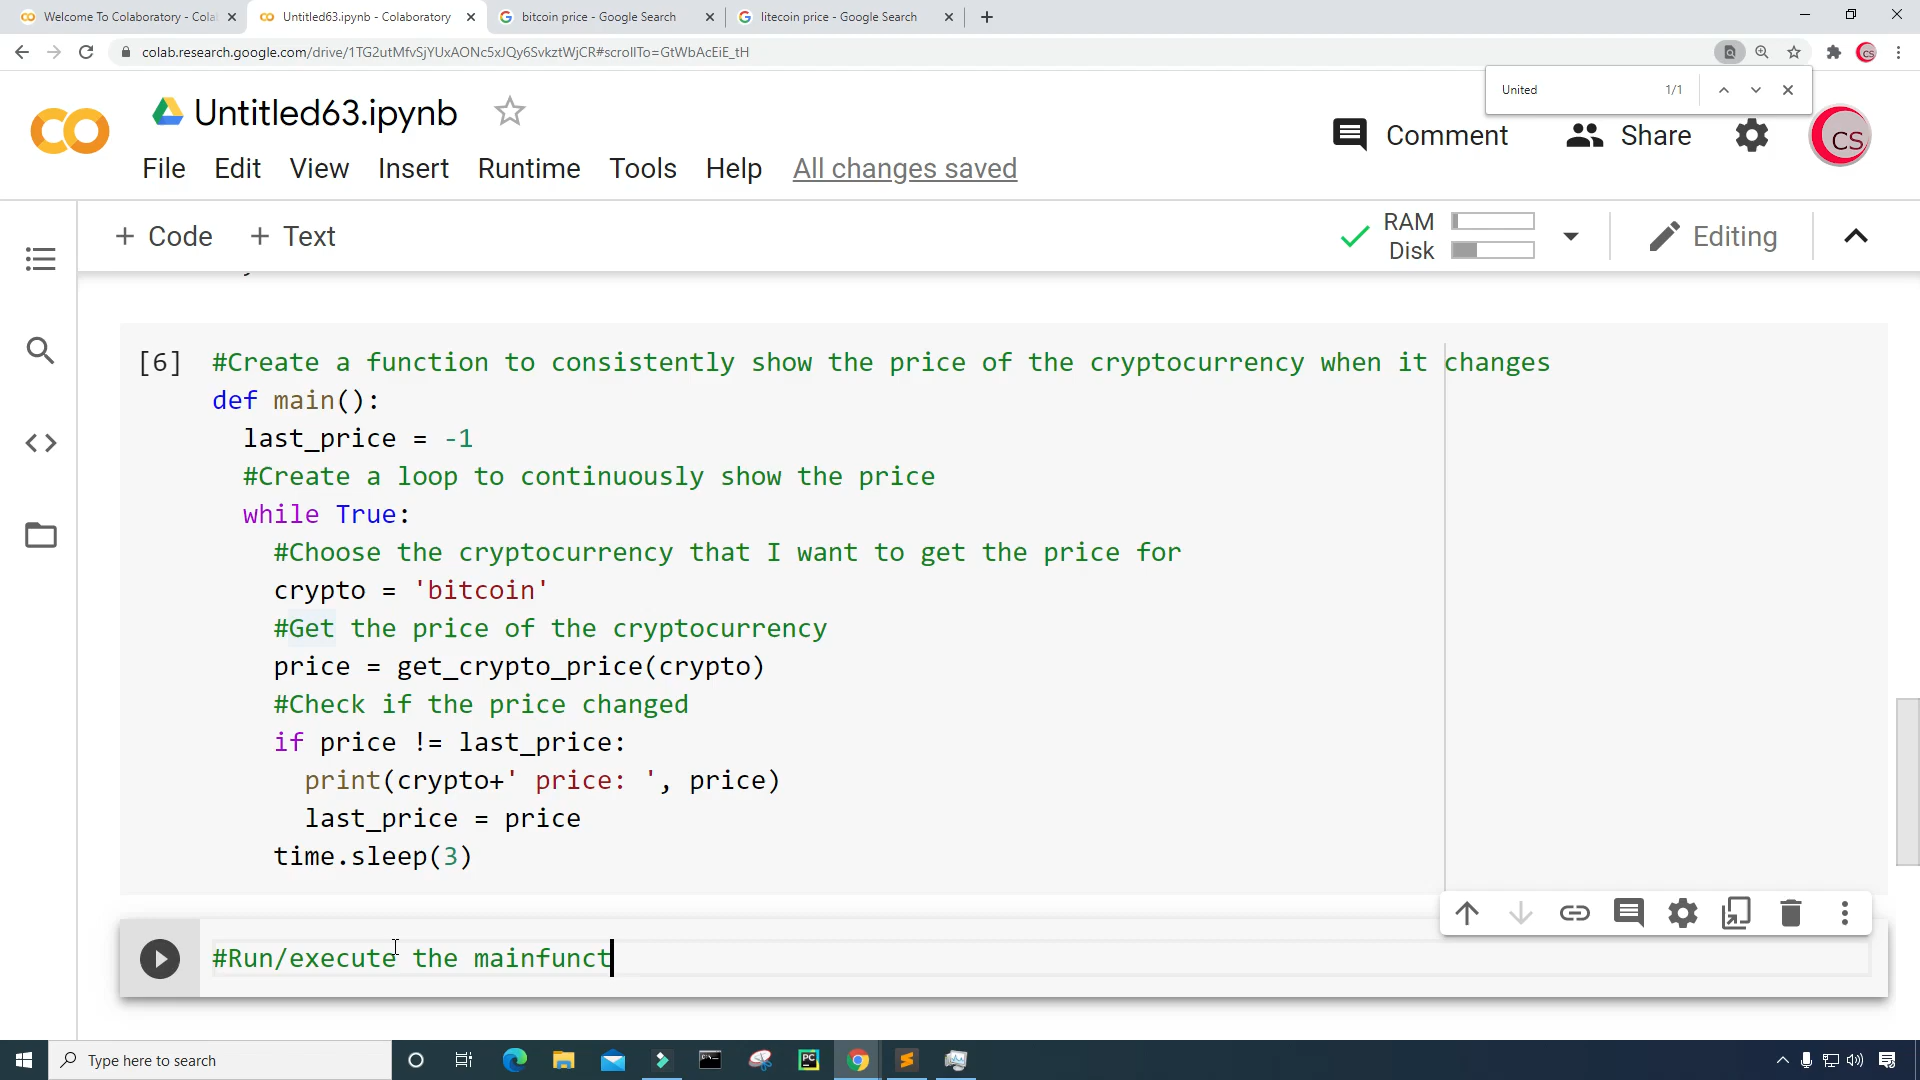 Welcome To Colaboratory - Cola
Untitled63.ipynb - Colaboratory
bitcoin price - Google Search
litecoin price - Google Search
colab.research.google.com/drive/1TG2utMfvSjYUxAONc5xJQy6SvkztWjCR#scrollTo=GtWbAcEiE_tH
United 1/1
CO Untitled63.ipynb
Comment Share CS
File Edit View Insert Runtime Tools Help All changes saved
+ Code + Text
RAM
Disk
Editing
[6] #Create a function to consistently show the price of the cryptocurrency when it changes
def main():
last_price = -1
#Create a loop to continuously show the price
while True:
#Choose the cryptocurrency that I want to get the price for
crypto = 'bitcoin'
#Get the price of the cryptocurrency
price = get_crypto_price(crypto)
#Check if the price changed
if price != last_price:
print(crypto+' price: ', price)
last_price = price
time.sleep(3)
#Run/execute the mainfunct
Type here to search